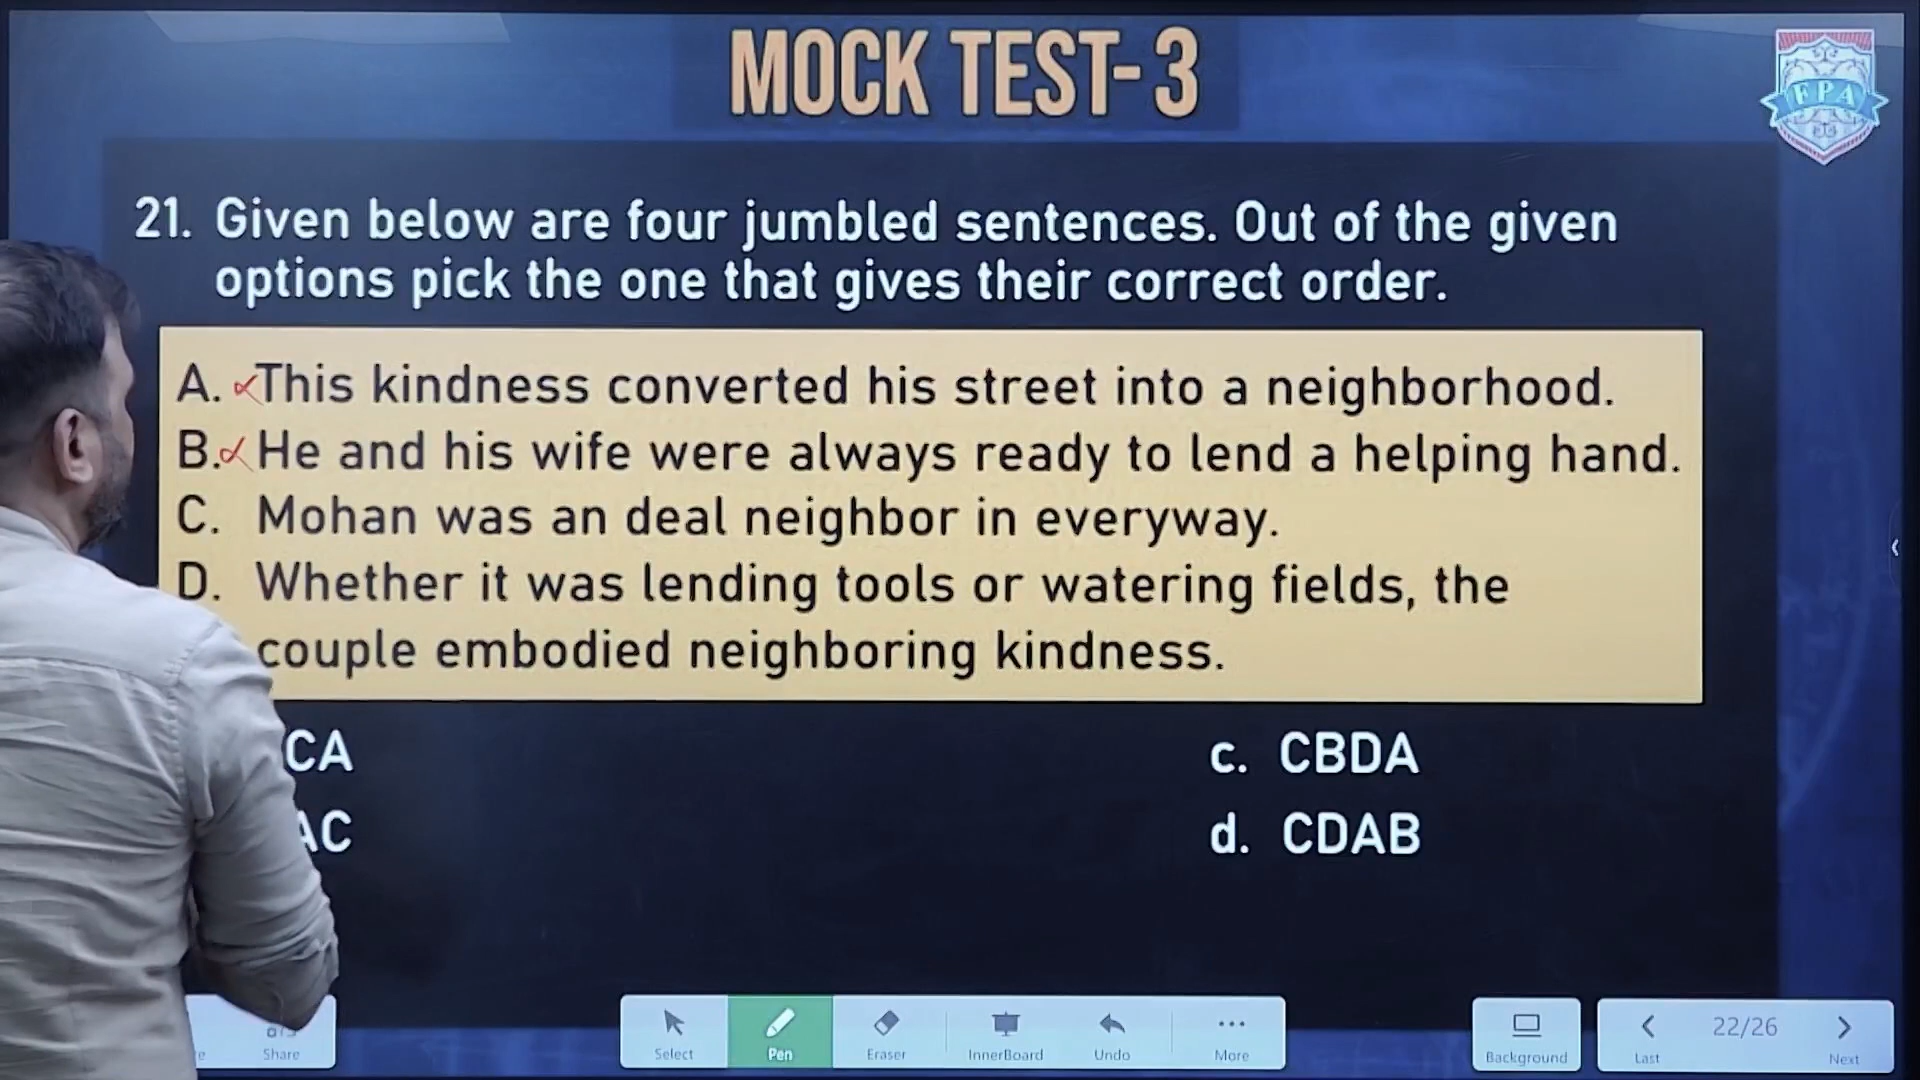 MOCK TEST-3
FPA
21. Given below are four jumbled sentences. Out of the given
options pick the one that gives their correct order.
A. This kindness converted his street into a neighborhood.
B. He and his wife were always ready to lend a helping hand.
C. Mohan was an deal neighbor in everyway.
D. Whether it was lending tools or watering fields, the
couple embodied neighboring kindness.
CA
c. CBDA
AC
d. CDAB
Share
Select
Pen
Eraser
InnerBoard
Undo
More
Background
Last
22/26
Next